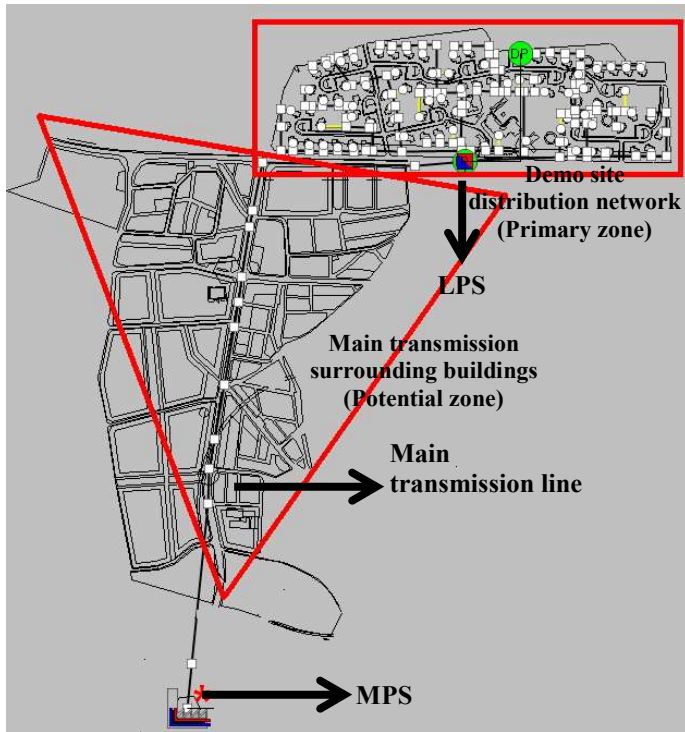 DP
Demo site
distribution network
(Primary zone)
LPS
Main transmission
surrounding buildings
(Potential zone)
Main
transmission line
MPS